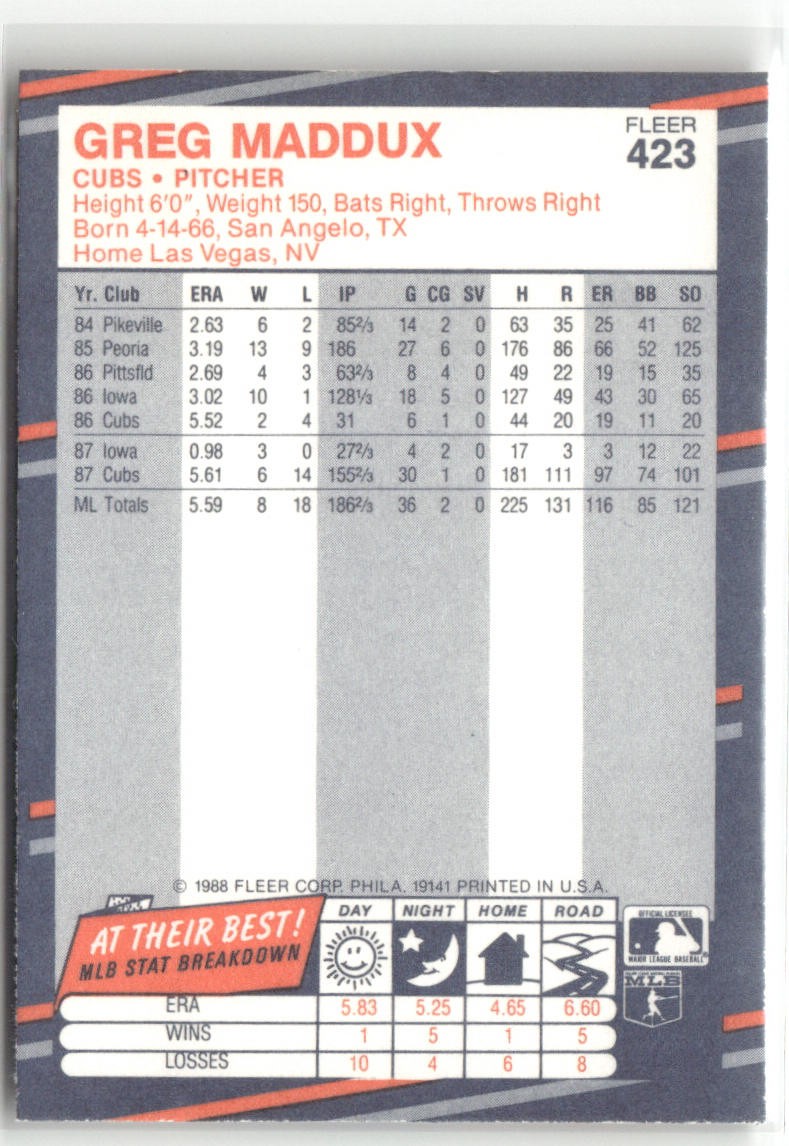 GREG MADDUX
FLEER
423
CUBS • PITCHER
Height 6'0", Weight 150, Bats Right, Throws Right
Born 4-14-66, San Angelo, TX
Home Las Vegas, NV
Yr. Club ERA W L IP G CG SV H R ER BB SO
84 Pikeville 2.63 6 2 85⅔ 14 2 0 63 35 25 41 62
85 Peoria 3.19 13 9 186 27 6 0 176 86 66 52 125
86 Pittsfld 2.69 4 3 63⅔ 8 4 0 49 22 19 15 35
86 Iowa 3.02 10 1 128⅓ 18 5 0 127 49 43 30 65
86 Cubs 5.52 2 4 31 6 1 0 44 20 19 11 20
87 Iowa 0.98 3 0 27⅔ 4 2 0 17 3 3 12 22
87 Cubs 5.61 6 14 155⅔ 30 1 0 181 111 97 74 101
ML Totals 5.59 8 18 186⅔ 36 2 0 225 131 116 85 121
© 1988 FLEER CORP. PHILA. 19141 PRINTED IN U.S.A.
AT THEIR BEST!
MLB STAT BREAKDOWN
DAY NIGHT HOME ROAD
ERA 5.83 5.25 4.65 6.60
WINS 1 5 1 5
LOSSES 10 4 6 8
OFFICIAL LICENSEE
MAJOR LEAGUE BASEBALL
MLB